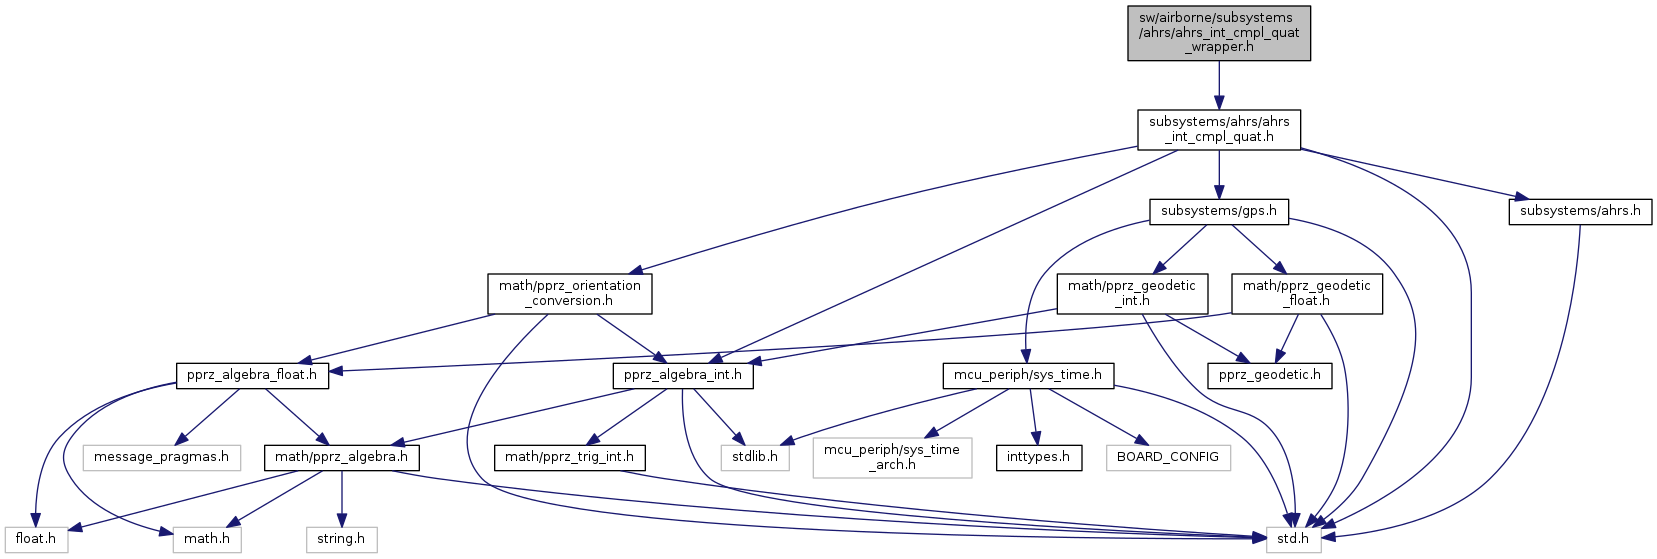 sw/airborne/subsystems
/ahrs/ahrs_int_cmpl_quat
_wrapper.h
subsystems/ahrs/ahrs
_int_cmpl_quat.h
subsystems/gps.h
subsystems/ahrs.h
math/pprz_orientation
_conversion.h
math/pprz_geodetic
_int.h
math/pprz_geodetic
_float.h
pprz_algebra_float.h
pprz_algebra_int.h
mcu_periph/sys_time.h
pprz_geodetic.h
message_pragmas.h
math/pprz_algebra.h
math/pprz_trig_int.h
stdlib.h
mcu_periph/sys_time
_arch.h
inttypes.h
BOARD_CONFIG
float.h
math.h
string.h
std.h